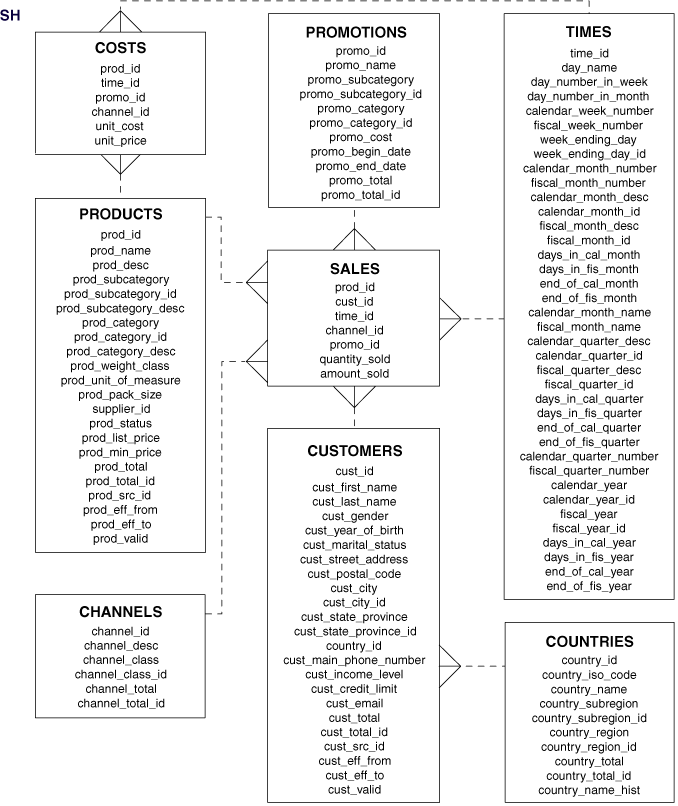 SH
COSTS
prod_id
time_id
promo_id
channel_id
unit_cost
unit_price
PRODUCTS
prod_id
prod_name
prod_desc
prod_subcategory
prod_subcategory_id
prod_subcategory_desc
prod_category
prod_category_id
prod_category_desc
prod_weight_class
prod_unit_of_measure
prod_pack_size
supplier_id
prod_status
prod_list_price
prod_min_price
prod_total
prod_total_id
prod_src_id
prod_eff_from
prod_eff_to
prod_valid
CHANNELS
channel_id
channel_desc
channel_class
channel_class_id
channel_total
channel_total_id
PROMOTIONS
promo_id
promo_name
promo_subcategory
promo_subcategory_id
promo_category
promo_category_id
promo_cost
promo_begin_date
promo_end_date
promo_total
promo_total_id
SALES
prod_id
cust_id
time_id
channel_id
promo_id
quantity_sold
amount_sold
CUSTOMERS
cust_id
cust_first_name
cust_last_name
cust_gender
cust_year_of_birth
cust_marital_status
cust_street_address
cust_postal_code
cust_city
cust_city_id
cust_state_province
cust_state_province_id
country_id
cust_main_phone_number
cust_income_level
cust_credit_limit
cust_email
cust_total
cust_total_id
cust_src_id
cust_eff_from
cust_eff_to
cust_valid
TIMES
time_id
day_name
day_number_in_week
day_number_in_month
calendar_week_number
fiscal_week_number
week_ending_day
week_ending_day_id
calendar_month_number
fiscal_month_number
calendar_month_desc
calendar_month_id
fiscal_month_desc
fiscal_month_id
days_in_cal_month
days_in_fis_month
end_of_cal_month
end_of_fis_month
calendar_month_name
fiscal_month_name
calendar_quarter_desc
calendar_quarter_id
fiscal_quarter_desc
fiscal_quarter_id
days_in_cal_quarter
days_in_fis_quarter
end_of_cal_quarter
end_of_fis_quarter
calendar_quarter_number
fiscal_quarter_number
calendar_year
calendar_year_id
fiscal_year
fiscal_year_id
days_in_cal_year
days_in_fis_year
end_of_cal_year
end_of_fis_year
COUNTRIES
country_id
country_iso_code
country_name
country_subregion
country_subregion_id
country_region
country_region_id
country_total
country_total_id
country_name_hist